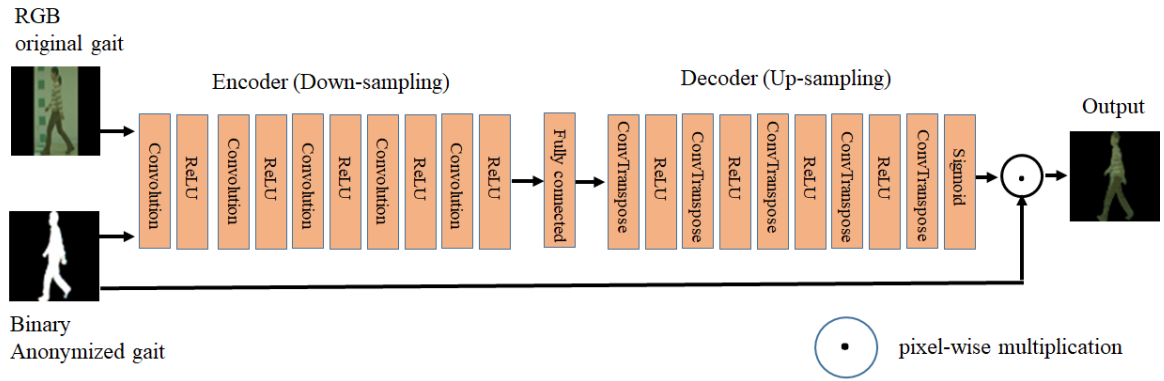 RGB
original gait
Encoder (Down-sampling)
Decoder (Up-sampling)
Output
Convolution
ReLU
Convolution
ReLU
Convolution
ReLU
Convolution
ReLU
Convolution
ReLU
Fully connected
ConvTranspose
ReLU
ConvTranspose
ReLU
ConvTranspose
ReLU
ConvTranspose
ReLU
ConvTranspose
Sigmoid
Binary
Anonymized gait
pixel-wise multiplication